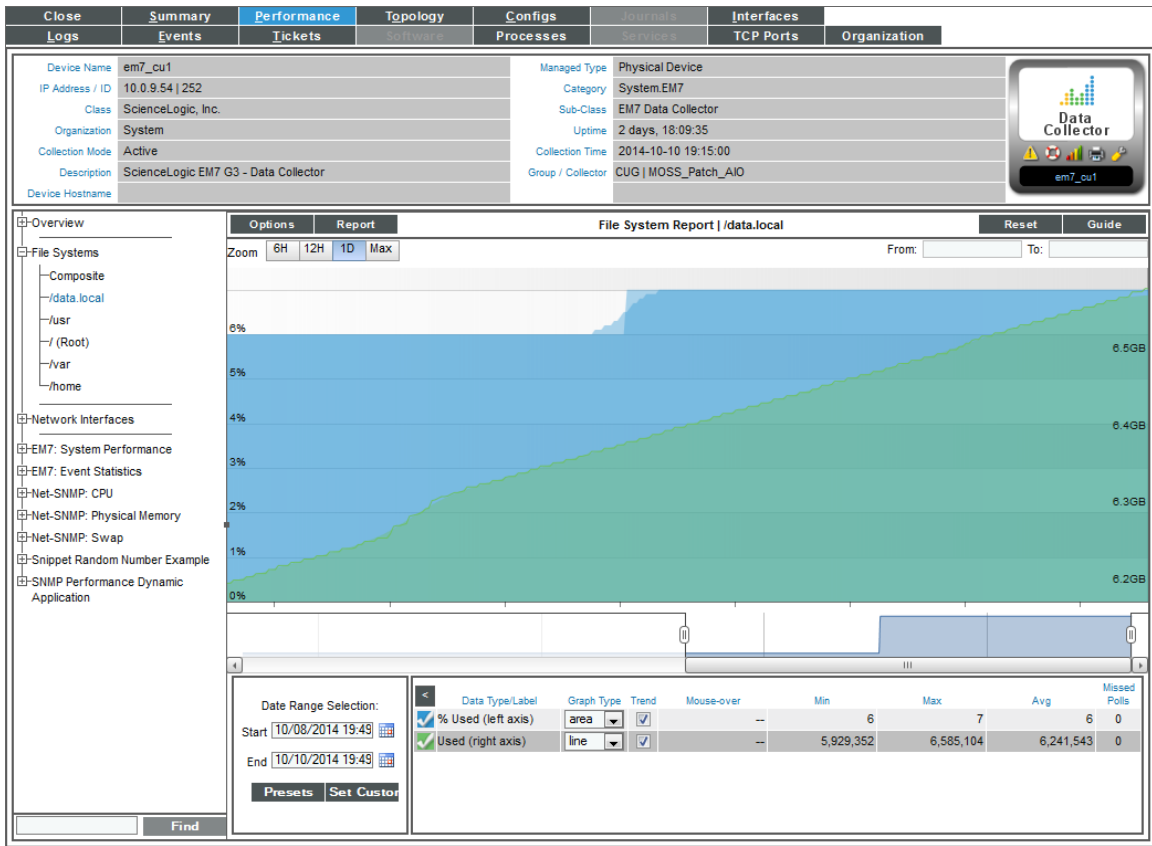 Close Summary Performance Topology Configs Journals Interfaces
Logs Events Tickets Software Processes Services TCP Ports Organization
Device Name em7_cu1 Managed Type Physical Device
IP Address / ID 10.0.9.54 | 252 Category System.EM7
Class ScienceLogic, Inc. Sub-Class EM7 Data Collector
Organization System Uptime 2 days, 18:09:35
Collection Mode Active Collection Time 2014-10-10 19:15:00
Description ScienceLogic EM7 G3 - Data Collector Group / Collector CUG | MOSS_Patch_AIO
Device Hostname
Data
Collector
em7_cu1
Overview
File Systems
Composite
/data.local
/usr
/ (Root)
/var
/home
Network Interfaces
EM7: System Performance
EM7: Event Statistics
Net-SNMP: CPU
Net-SNMP: Physical Memory
Net-SNMP: Swap
Snippet Random Number Example
SNMP Performance Dynamic
Application
Find
Options Report File System Report | /data.local Reset Guide
Zoom 6H 12H 1D Max From: To:
6%
6.5GB
5%
4%
6.4GB
3%
2%
6.3GB
1%
6.2GB
0%
Date Range Selection:
Start 10/08/2014 19:49
End 10/10/2014 19:49
Presets Set Custor
< Data Type/Label Graph Type Trend Mouse-over Min Max Avg Missed Polls
% Used (left axis) area -- 6 7 6 0
Used (right axis) line -- 5,929,352 6,585,104 6,241,543 0